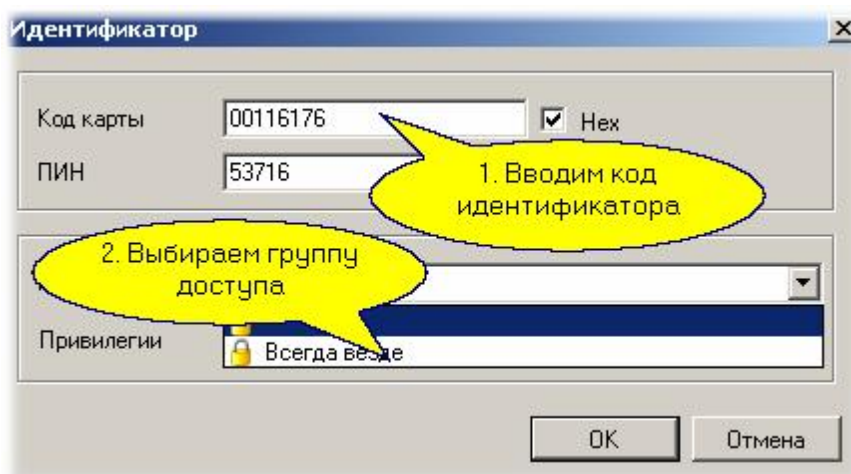 Идентификатор
Код карты 00116176 Hex
ПИН 53716
1. Вводим код
идентификатора
2. Выбираем группу
доступа
Привилегии
Всегда везде
OK Отмена